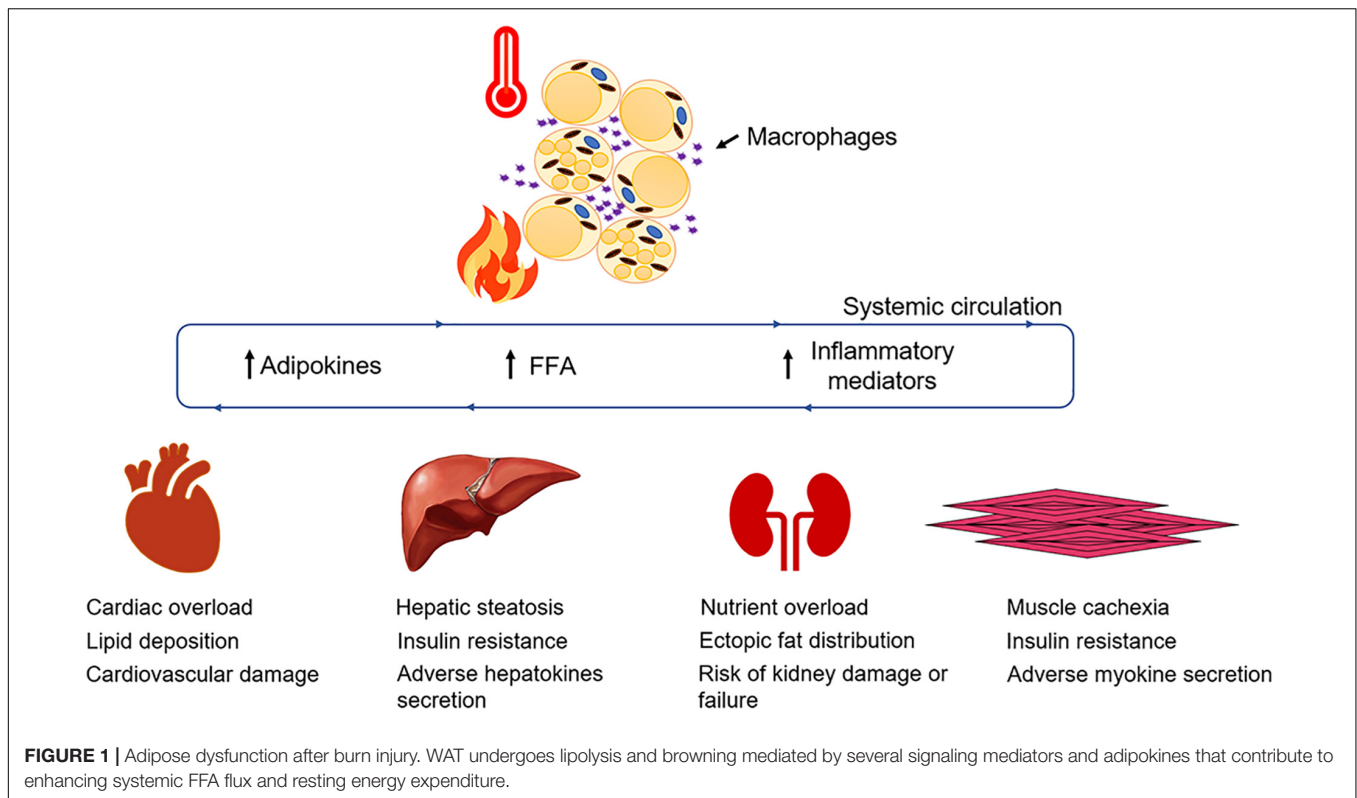 Macrophages
Systemic circulation
↑ Adipokines
↑ FFA
↑ Inflammatory
mediators
Cardiac overload
Lipid deposition
Cardiovascular damage
Hepatic steatosis
Insulin resistance
Adverse hepatokines
secretion
Nutrient overload
Ectopic fat distribution
Risk of kidney damage or
failure
Muscle cachexia
Insulin resistance
Adverse myokine secretion
FIGURE 1 | Adipose dysfunction after burn injury. WAT undergoes lipolysis and browning mediated by several signaling mediators and adipokines that contribute to
enhancing systemic FFA flux and resting energy expenditure.